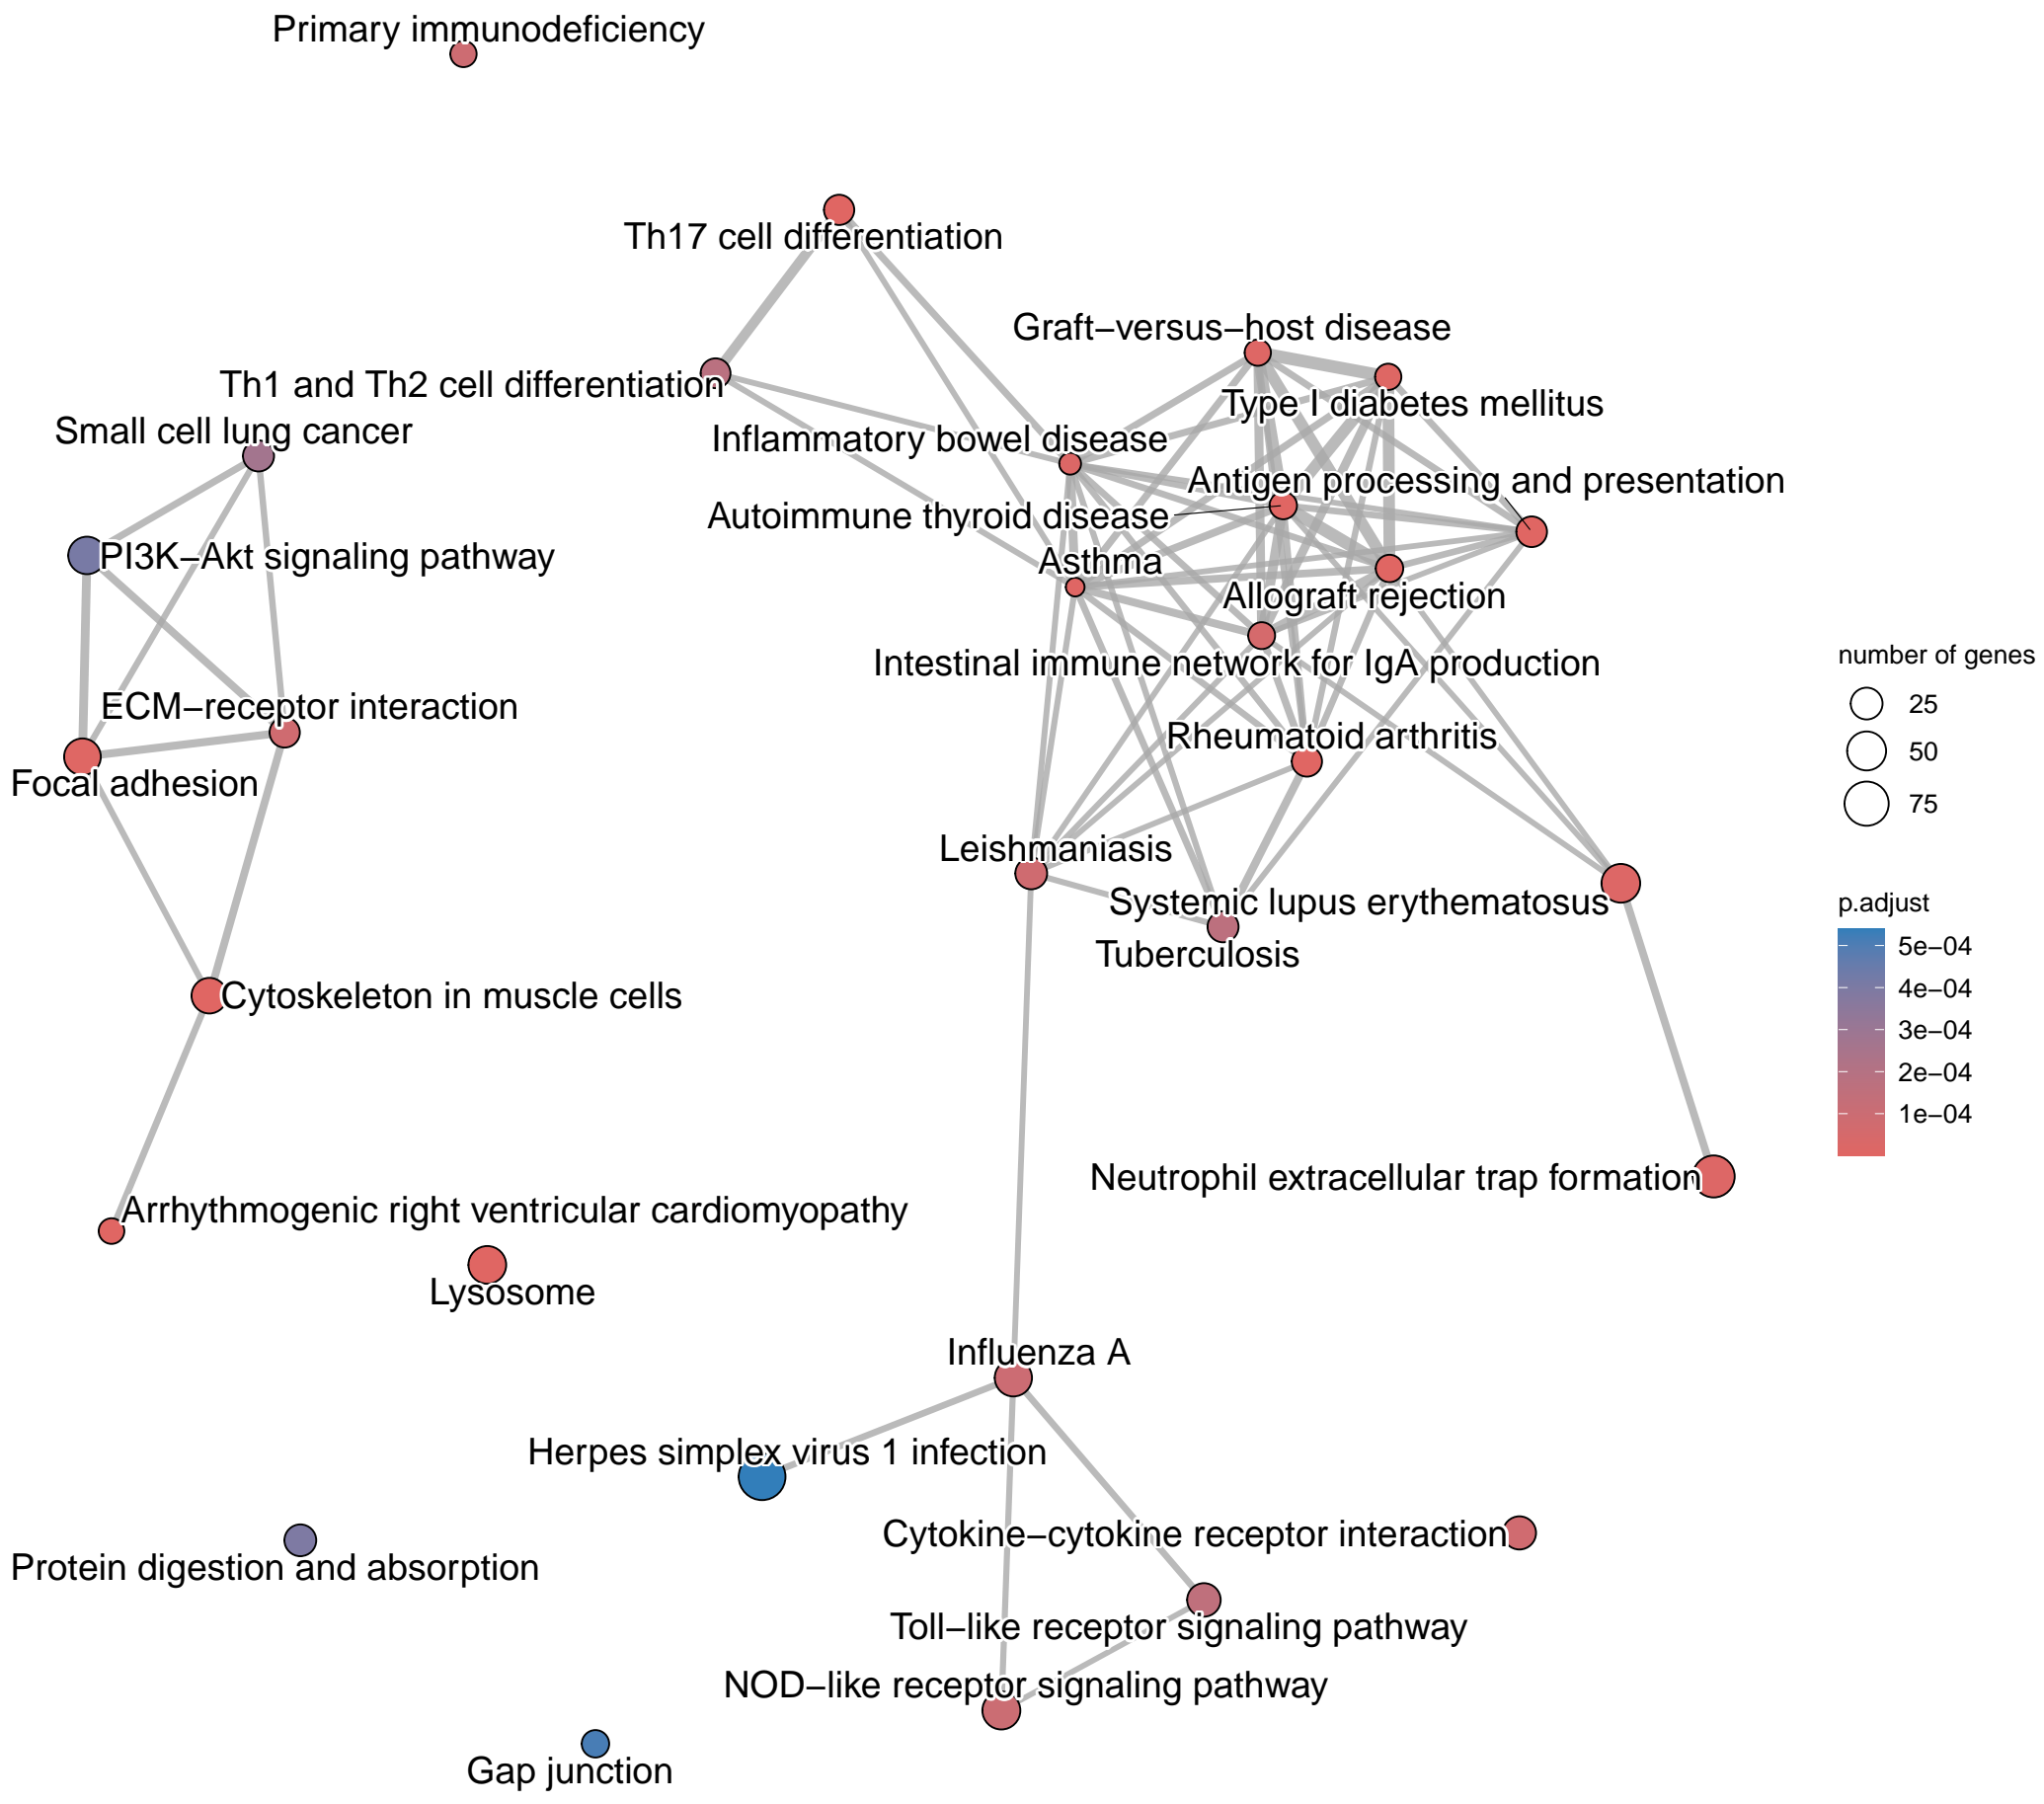 Primary immunodeficiency
Th17 cell differentiation
Graft−versus−host disease
Th1 and Th2 cell differentiation
Type I diabetes mellitus
Small cell lung cancer
Inflammatory bowel disease
Antigen processing and presentation
Autoimmune thyroid disease
PI3K−Akt signaling pathway
Asthma
Allograft rejection
Intestinal immune network for IgA production
ECM−receptor interaction
Rheumatoid arthritis
Focal adhesion
Leishmaniasis
Systemic lupus erythematosus
Tuberculosis
Cytoskeleton in muscle cells
Neutrophil extracellular trap formation
Arrhythmogenic right ventricular cardiomyopathy
Lysosome
Influenza A
Herpes simplex virus 1 infection
Cytokine−cytokine receptor interaction
Protein digestion and absorption
Toll−like receptor signaling pathway
NOD−like receptor signaling pathway
Gap junction
number of genes
25
50
75
p.adjust
5e−04
4e−04
3e−04
2e−04
1e−04